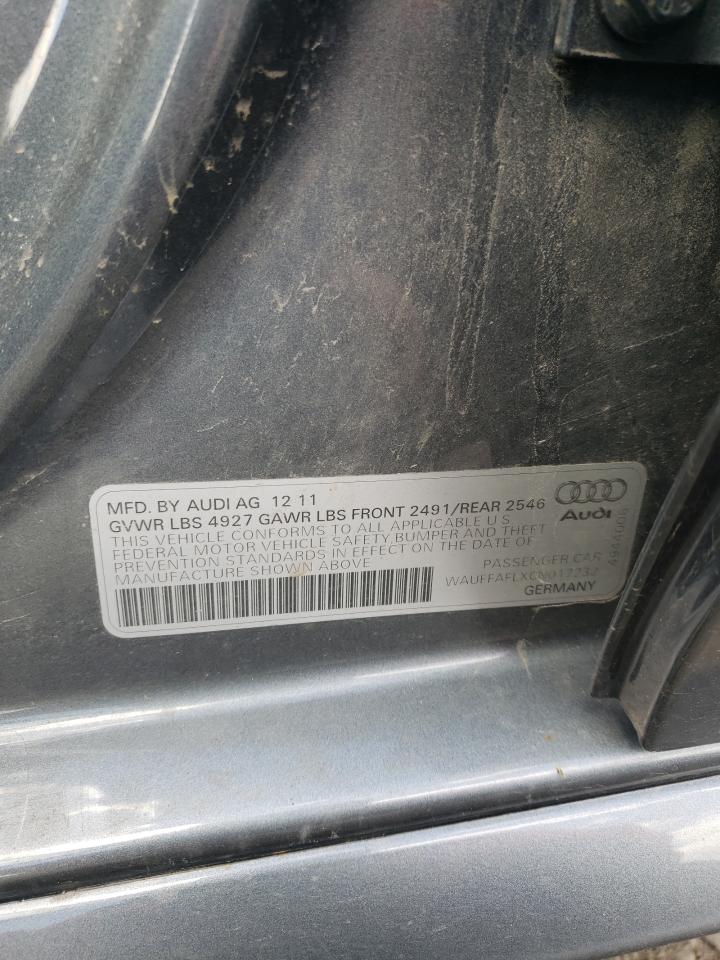 MFD. BY AUDI AG 12 11
GVWR LBS 4927 GAWR LBS FRONT 2491/REAR 2546
THIS VEHICLE CONFORMS TO ALL APPLICABLE U S
FEDERAL MOTOR VEHICLE SAFETY BUMPER AND THEFT
PREVENTION STANDARDS IN EFFECT ON THE DATE OF
MANUFACTURE SHOWN ABOVE
Audi
PASSENGER CAR
WAUFFAFLXCN017232
GERMANY